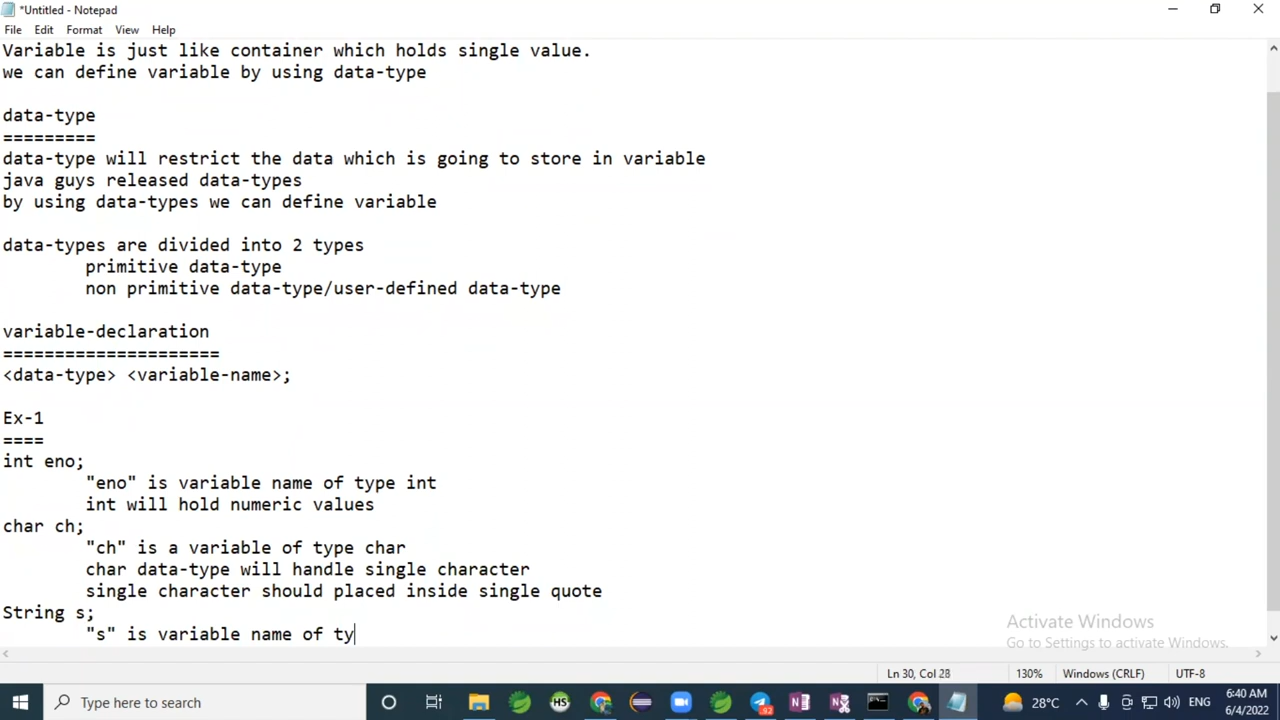 *Untitled - Notepad
File Edit Format View Help
Variable is just like container which holds single value.
we can define variable by using data-type
data-type
=========
data-type will restrict the data which is going to store in variable
java guys released data-types
by using data-types we can define variable
data-types are divided into 2 types
primitive data-type
non primitive data-type/user-defined data-type
variable-declaration
=====================
<data-type> <variable-name>;
Ex-1
====
int eno;
"eno" is variable name of type int
int will hold numeric values
char ch;
"ch" is a variable of type char
char data-type will handle single character
single character should placed inside single quote
String s;
"s" is variable name of ty
Activate Windows
Go to Settings to activate Windows.
Ln 30, Col 28 130% Windows (CRLF) UTF-8
Type here to search HS 92 28°C ENG 6:40 AM
6/4/2022